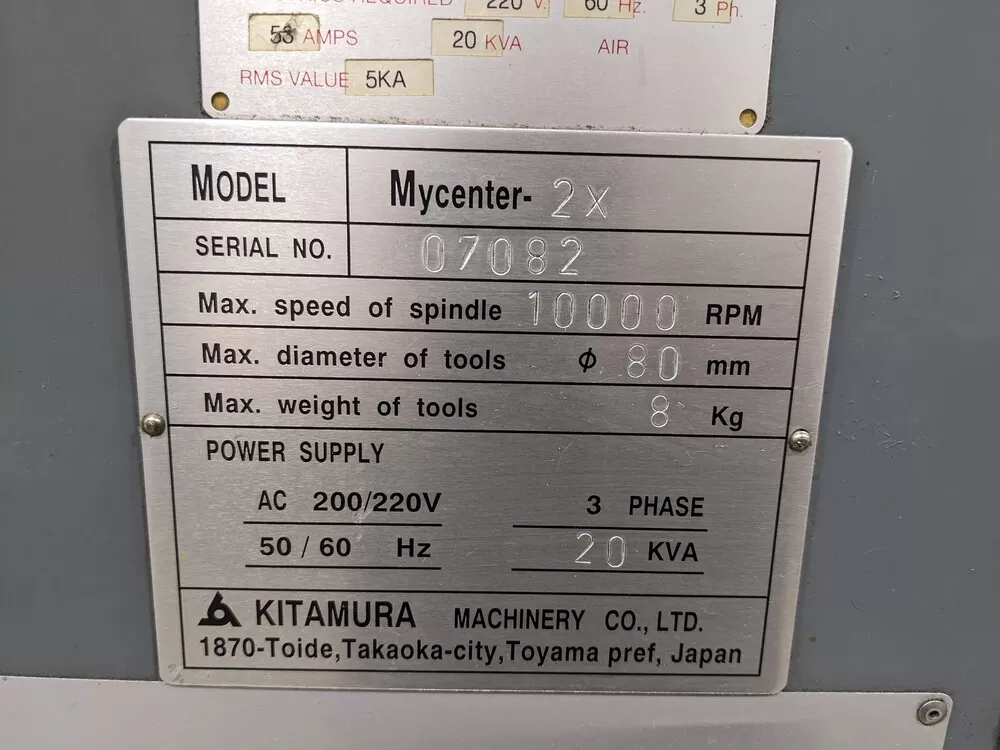 REQUIRED 220 V. 60 Hz. 3 Ph.
53 AMPS 20 KVA AIR
RMS VALUE 5KA
MODEL Mycenter-2X
SERIAL NO. 07082
Max. speed of spindle 10000 RPM
Max. diameter of tools ϕ 80 mm
Max. weight of tools 8 Kg
POWER SUPPLY
AC 200/220V 3 PHASE
50/60 Hz 20 KVA
KITAMURA MACHINERY CO., LTD.
1870-Toide,Takaoka-city,Toyama pref, Japan